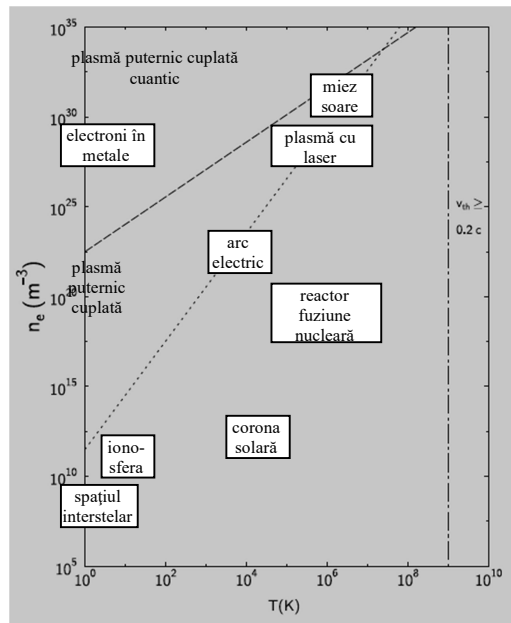 10^35
plasmă puternic cuplată
cuantic
miez
soare
10^30
electroni în
metale
plasmă cu
laser
10^25
v_th ≥
0.2 c
arc
electric
plasmă
puternic
cuplată
10^20
n_e (m^-3)
reactor
fuziune
nucleară
10^15
corona
solară
iono-
sfera
10^10
spaţiul
interstelar
10^5
10^0 10^2 10^4 10^6 10^8 10^10
T(K)